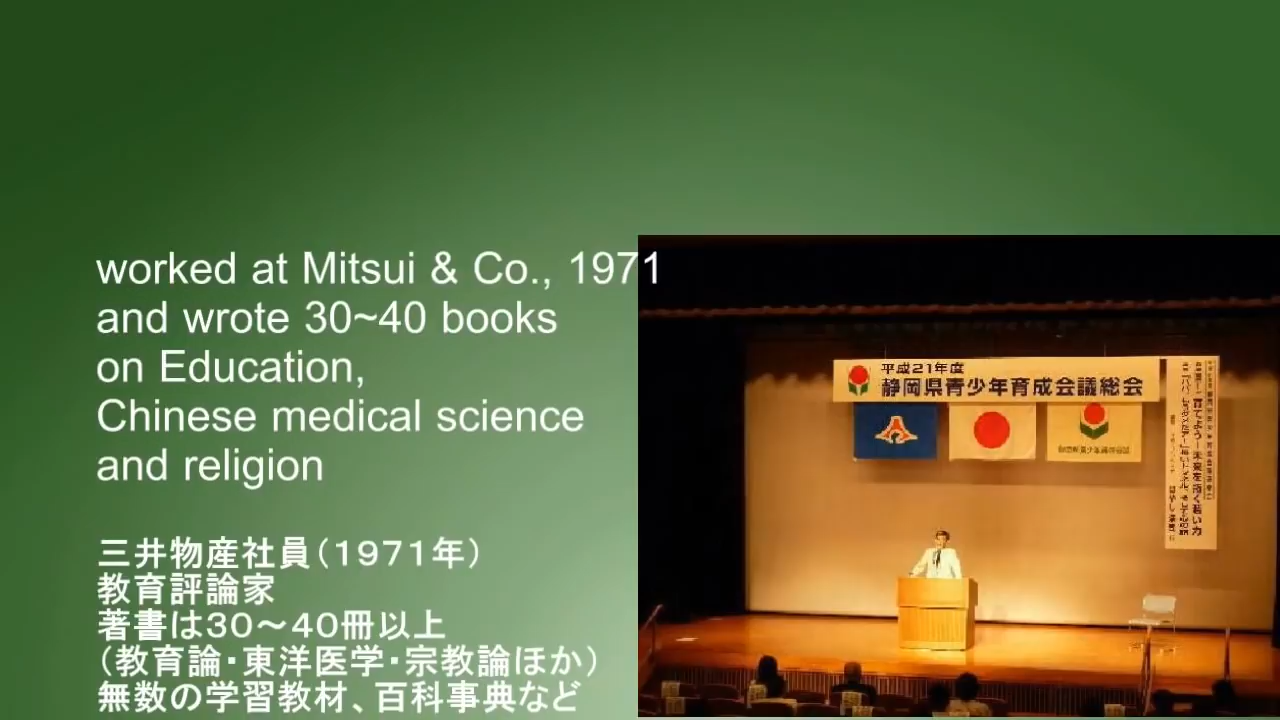 worked at Mitsui & Co., 1971
and wrote 30~40 books
on Education,
Chinese medical science
and religion
三井物産社員（１９７１年）
教育評論家
著書は３０～４０冊以上
（教育論・東洋医学・宗教論ほか）
無数の学習教材、百科事典など
平成21年度
静岡県青少年育成会議総会